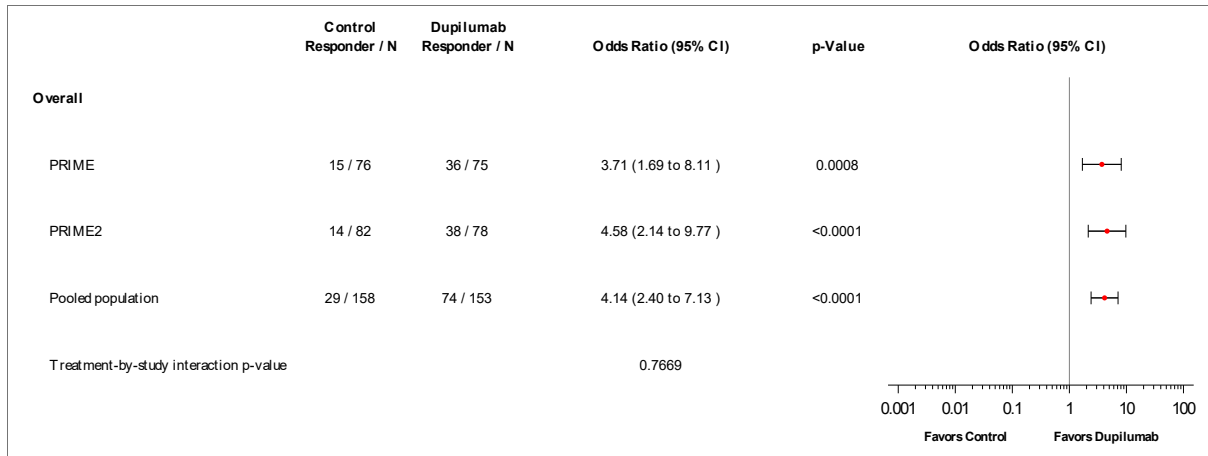 Control Dupilumab
Responder / N Responder / N Odds Ratio (95% CI) p-Value Odds Ratio (95% CI)
Overall
PRIME 15 / 76 36 / 75 3.71 (1.69 to 8.11 ) 0.0008
PRIME2 14 / 82 38 / 78 4.58 (2.14 to 9.77 ) <0.0001
Pooled population 29 / 158 74 / 153 4.14 (2.40 to 7.13 ) <0.0001
Treatment-by-study interaction p-value 0.7669
0.001 0.01 0.1 1 10 100
Favors Control Favors Dupilumab